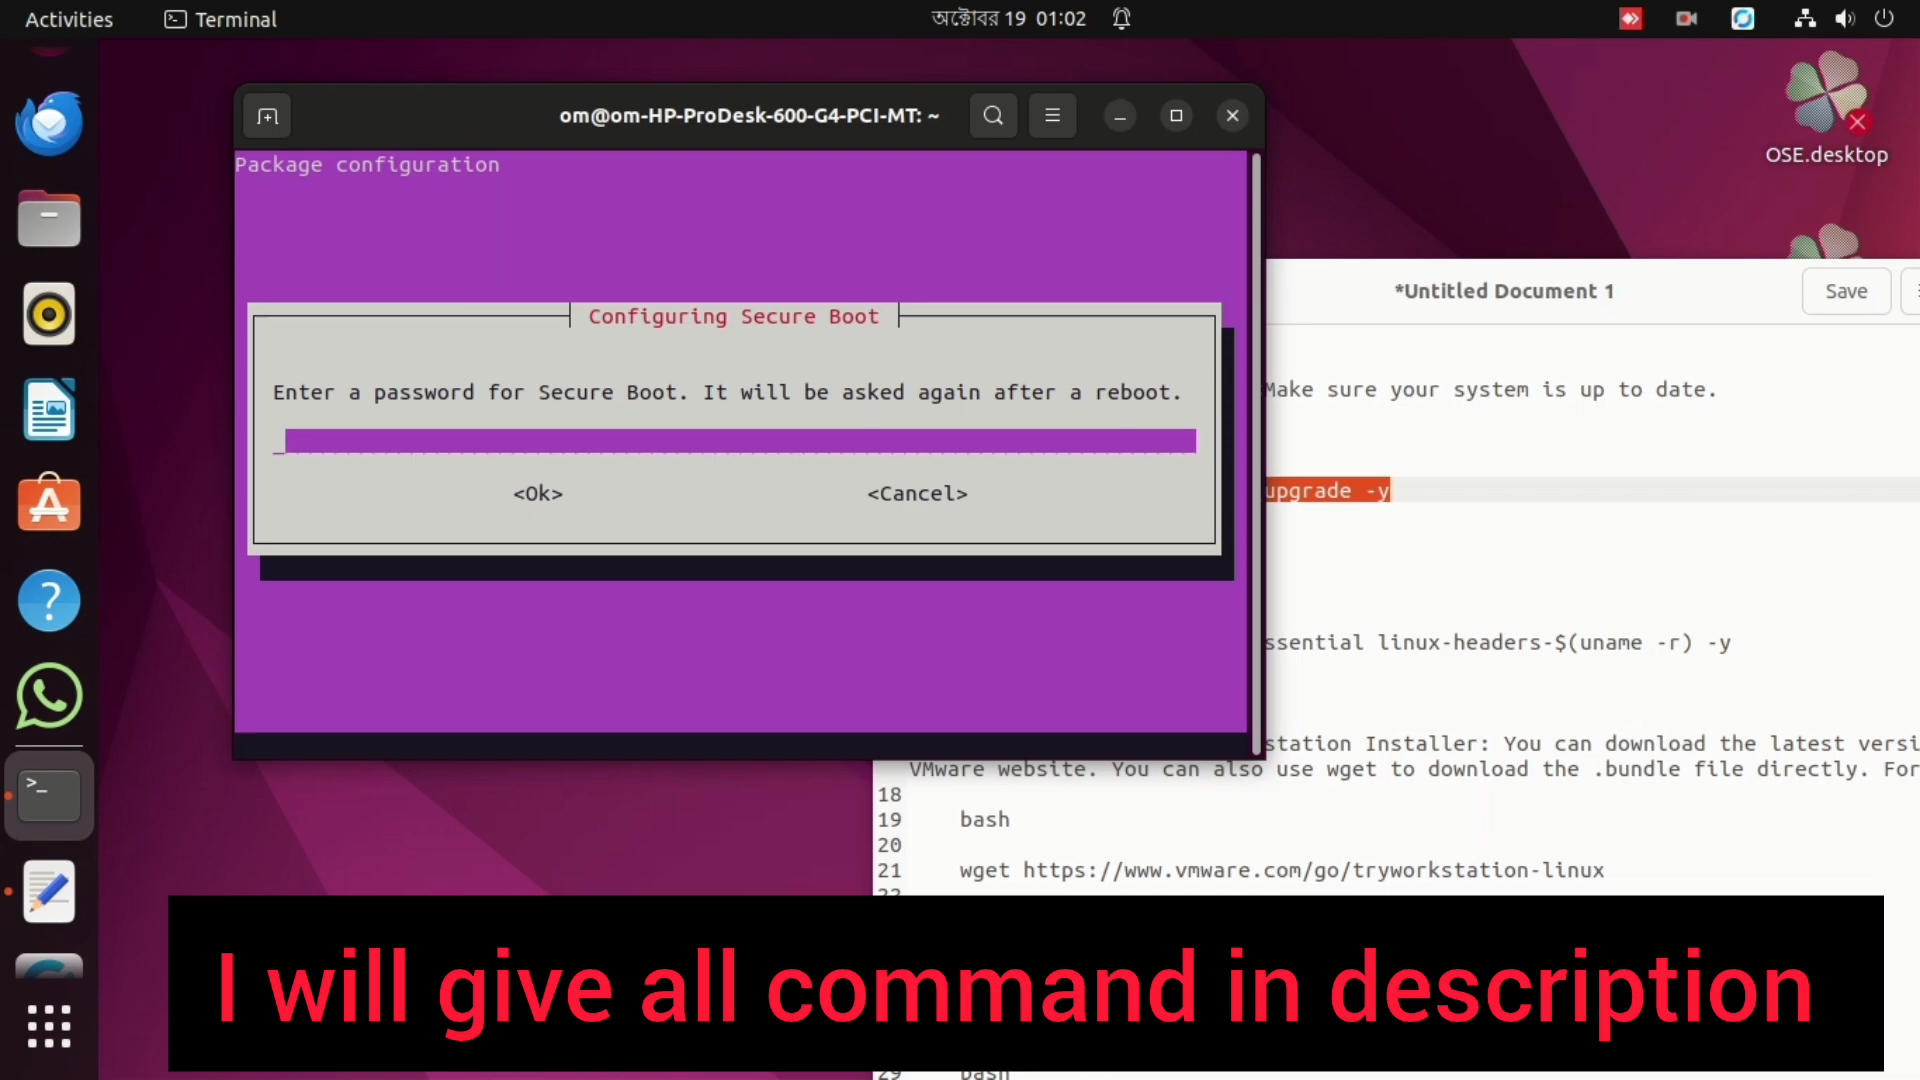 Activities
Terminal
অক্টোবর 19 01:02
OSE.desktop
om@om-HP-ProDesk-600-G4-PCI-MT: ~
Package configuration
Configuring Secure Boot
Enter a password for Secure Boot. It will be asked again after a reboot.
<Ok>
<Cancel>
*Untitled Document 1
Save
Make sure your system is up to date.
upgrade -y
ssential linux-headers-$(uname -r) -y
station Installer: You can download the latest versi
VMware website. You can also use wget to download the .bundle file directly. For
18
19 bash
20
21 wget https://www.vmware.com/go/tryworkstation-linux
I will give all command in description
29 bash